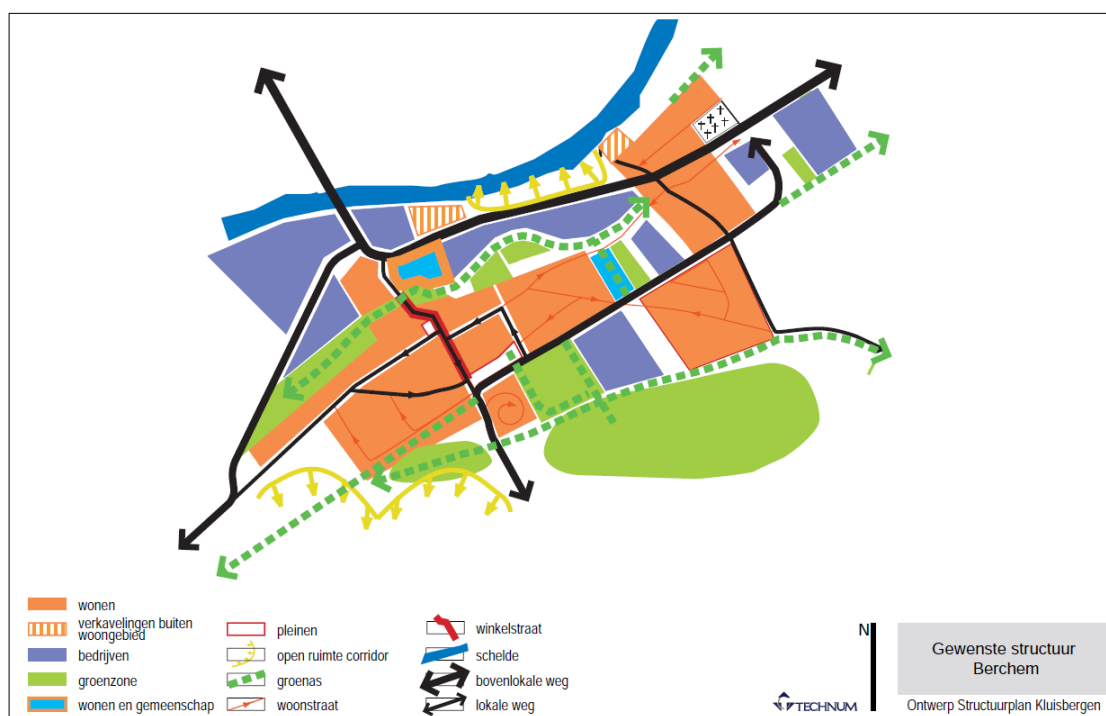 wonen
verkavelingen buiten
woongebied
bedrijven
groenzone
wonen en gemeenschap
pleinen
open ruimte corridor
groenas
woonstraat
winkelstraat
schelde
bovenlokale weg
lokale weg
N
TECHNUM
Gewenste structuur
Berchem
Ontwerp Structuurplan Kluisbergen